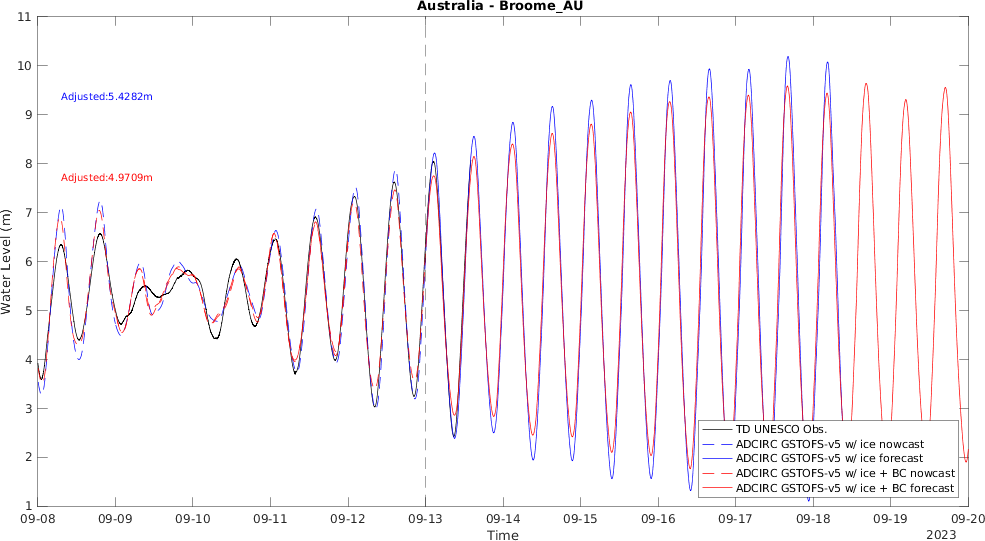 Australia - Broome_AU
Water Level (m)
11
10
9
8
7
6
5
4
3
2
1
Adjusted:5.4282m
Adjusted:4.9709m
TD UNESCO Obs.
ADCIRC GSTOFS-v5 w/ ice nowcast
ADCIRC GSTOFS-v5 w/ ice forecast
ADCIRC GSTOFS-v5 w/ ice + BC nowcast
ADCIRC GSTOFS-v5 w/ ice + BC forecast
09-08 09-09 09-10 09-11 09-12 09-13 09-14 09-15 09-16 09-17 09-18 09-19 09-20
Time
2023